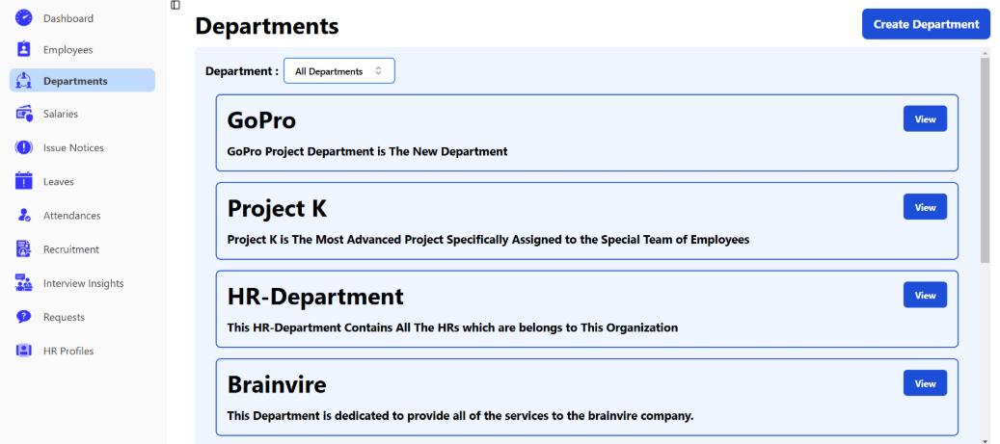 Dashboard
Employees
Departments
Salaries
Issue Notices
Leaves
Attendances
Recruitment
Interview Insights
Requests
HR Profiles
Departments
Create Department
Department :
All Departments
GoPro
View
GoPro Project Department is The New Department
Project K
View
Project K is The Most Advanced Project Specifically Assigned to the Special Team of Employees
HR-Department
View
This HR-Department Contains All The HRs which are belongs to This Organization
Brainvire
View
This Department is dedicated to provide all of the services to the brainvire company.